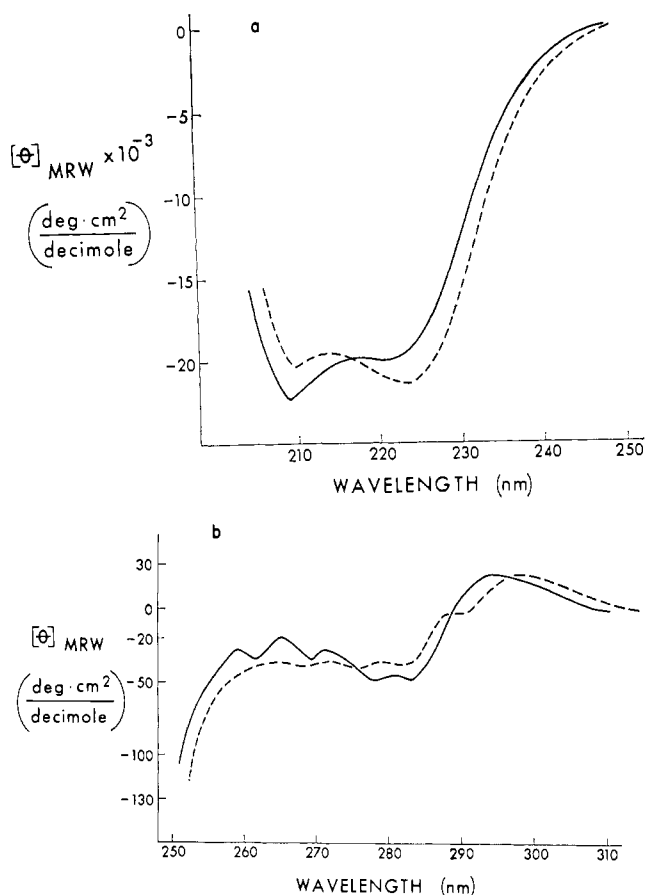 a
0
−5
−10
−15
−20
[θ] MRW ×10⁻³
(deg·cm²
decimole)
210 220 230 240 250
WAVELENGTH (nm)
b
30
0
−20
−50
−100
−130
[θ] MRW
(deg·cm²
decimole)
250 260 270 280 290 300 310
WAVELENGTH (nm)